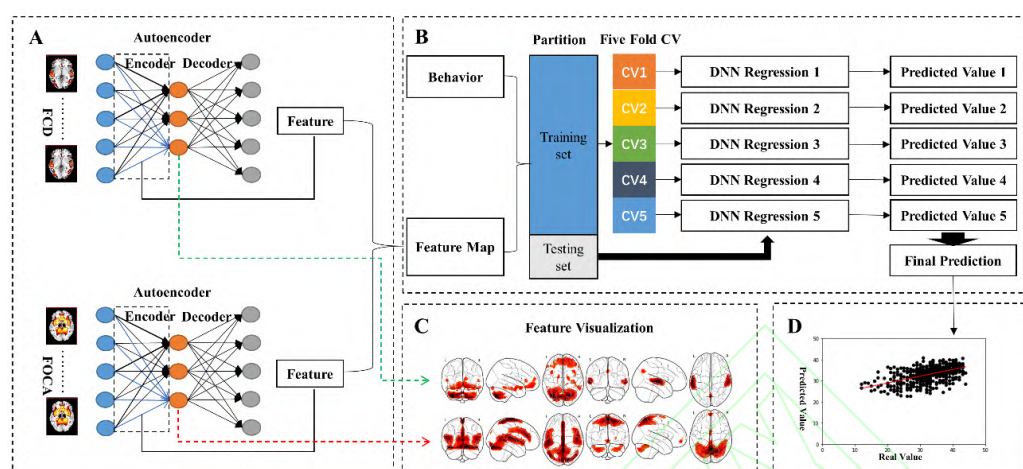 A
Autoencoder
Encoder Decoder
FCD
Feature
Autoencoder
Encoder Decoder
FOCA
Feature
B
Partition
Five Fold CV
Behavior
Feature Map
Training
set
Testing
set
CV1
DNN Regression 1
Predicted Value 1
CV2
DNN Regression 2
Predicted Value 2
CV3
DNN Regression 3
Predicted Value 3
CV4
DNN Regression 4
Predicted Value 4
CV5
DNN Regression 5
Predicted Value 5
Final Prediction
C
Feature Visualization
D
Predicted Value
50
40
30
20
10
0
0 10 20 30 40 50
Real Value